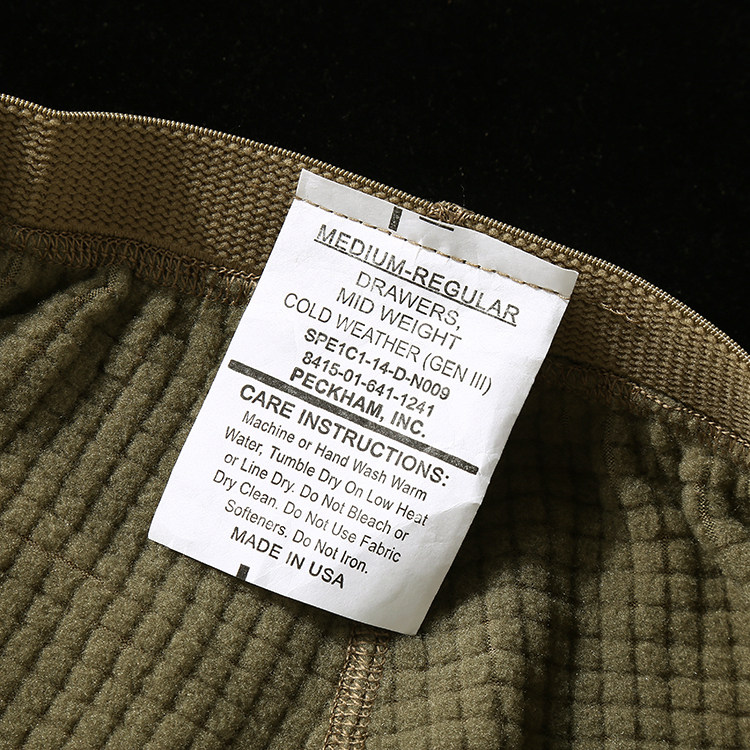 MEDIUM-REGULAR
DRAWERS,
MID WEIGHT
COLD WEATHER (GEN III)
SPE1C1-14-D-N009
8415-01-641-1241
PECKHAM, INC.
CARE INSTRUCTIONS:
Machine or Hand Wash Warm
Water, Tumble Dry On Low Heat
or Line Dry. Do Not Bleach or
Dry Clean. Do Not Use Fabric
Softeners. Do Not Iron.
MADE IN USA